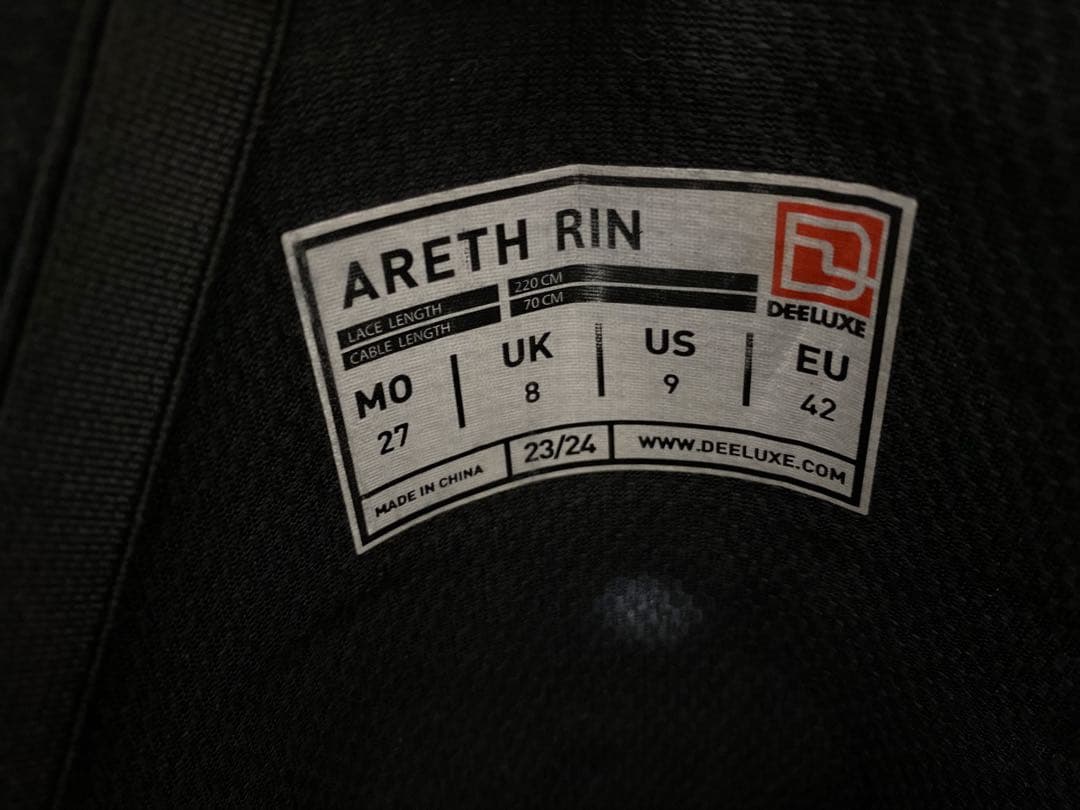 ARETH RIN
LACE LENGTH 220 CM
CABLE LENGTH 70 CM
DEELUXE
MO UK US EU
27 8 9 42
MADE IN CHINA 23/24 WWW.DEELUXE.COM